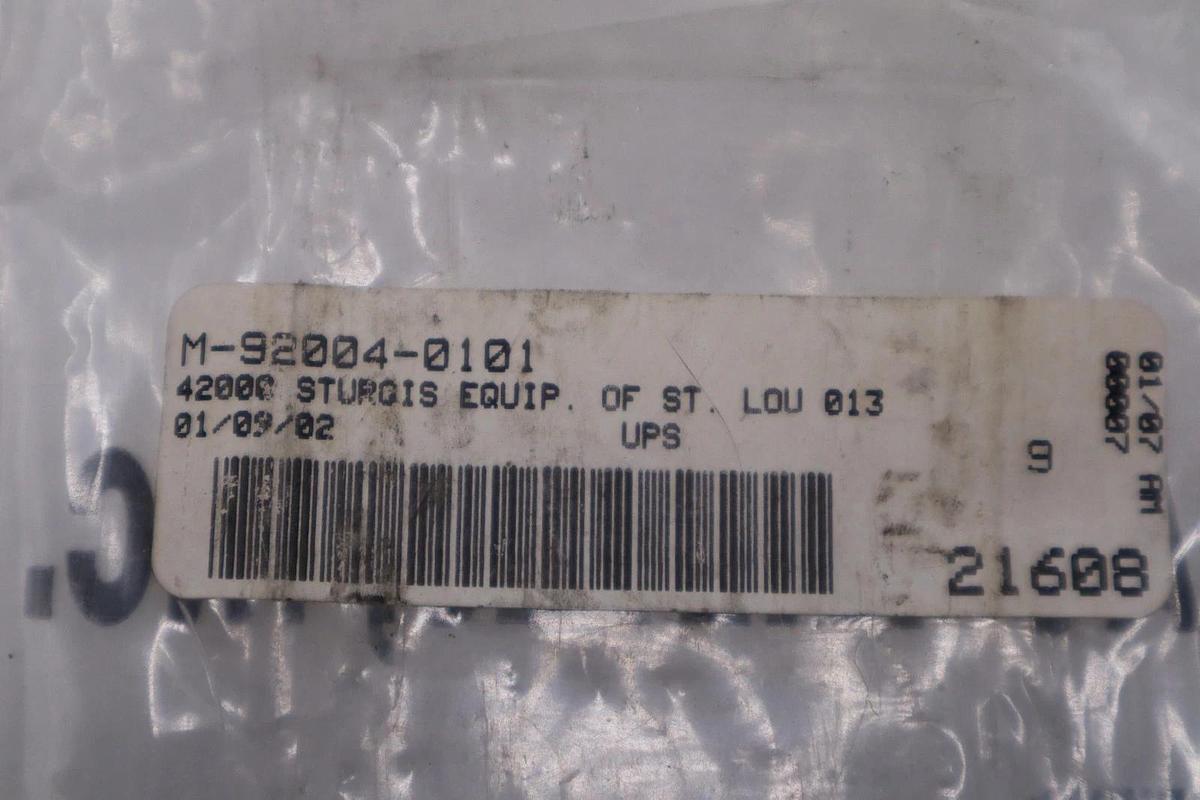 M-92004-0101
42000 STURGIS EQUIP. OF ST. LOU 013
01/09/02 UPS
01/07 AM
00007
9
21608